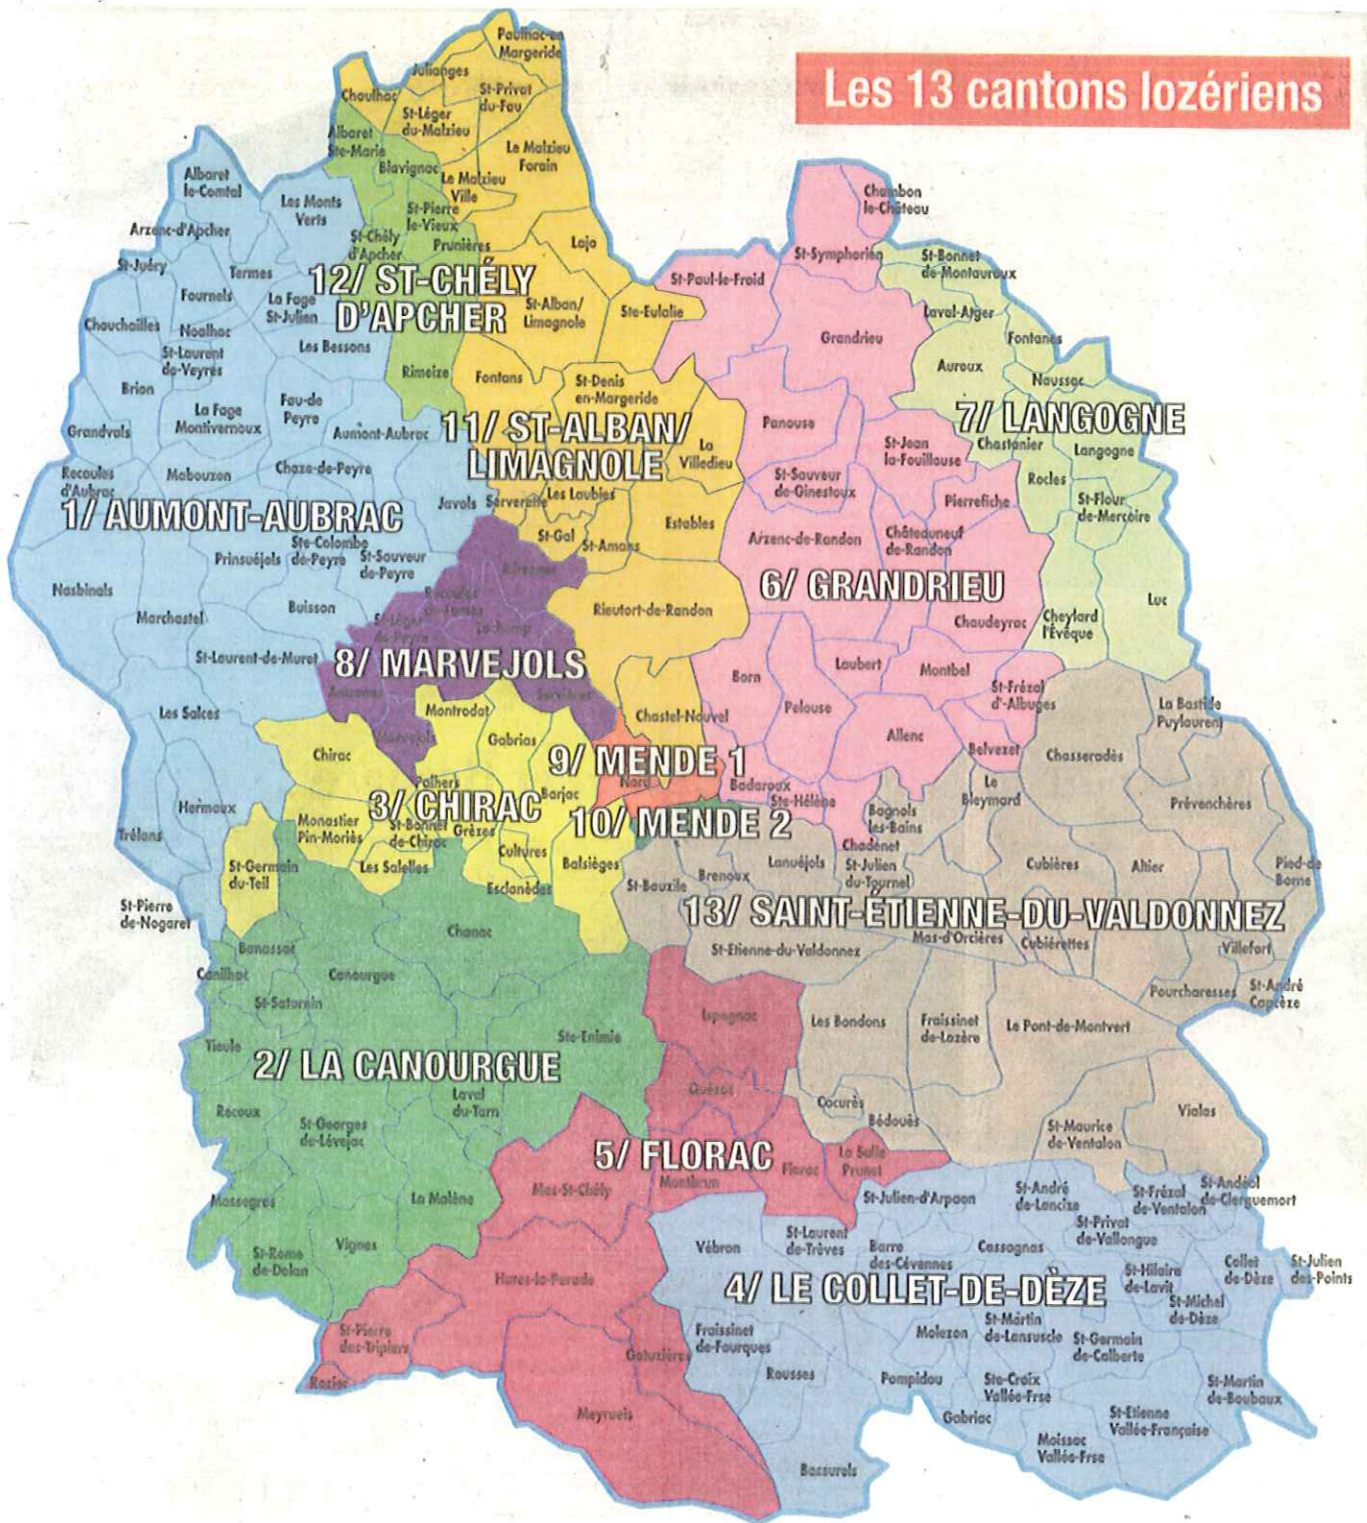 Les 13 cantons lozériens
Paulhac-en
Margeride
Julianges
Chaulhac
St-Privat
du-Fau
St-Léger
du-Malzieu
Albaret
Ste-Marie
Le Malzieu
Forain
Blavignac
Le Malzieu
Ville
Albaret
le-Comtal
Les Monts
Verts
St-Pierre
le-Vieux
Chambon
le-Château
Arzenc-d'Apcher
St-Chély
d'Apcher
Prunières
Lajo
St-Symphorien
St-Bonnet
de-Montauroux
St-Juéry
Termes
12/ ST-CHÉLY
D'APCHER
St-Paul-le-Froid
Fournels
La Fage
St-Julien
St-Alban/
Limagnole
Ste-Eulalie
Laval-Atger
Chauchailles
Noalhac
Grandrieu
Fontanes
St-Laurent
de-Veyrès
Les Bessons
Auroux
Brion
Rimeize
Fontans
St-Denis
en-Margeride
Naussac
La Fage
Montivernoux
Fau-de
Peyre
Grandvals
Aumont-Aubrac
11/ ST-ALBAN/
LIMAGNOLE
La
Villedieu
Panouse
St-Jean
la-Fouillouse
7/ LANGOGNE
Chastanier
Langogne
Recoules
d'Aubrac
Mabouzon
Chaze-de-Peyre
St-Sauveur
de-Ginestoux
Rocles
1/ AUMONT-AUBRAC
Javols
Serverette
Les Laubies
Estables
Pierrefiche
St-Flour
de-Mercoire
Prinsuéjols
Ste-Colombe
de-Peyre
St-Sauveur
de-Peyre
St-Gal
St-Amans
Arzenc-de-Randon
Châteauneuf
de-Randon
Nasbinals
Ribennes
6/ GRANDRIEU
Marchastel
Buisson
Recoules
de-Fumas
Rieutort-de-Randon
Chaudeyrac
Cheylard
l'Évêque
Luc
St-Léger
de-Peyre
Lachamp
St-Laurent-de-Muret
8/ MARVEJOLS
Born
Laubert
Montbel
Antrenas
Servières
St-Frézal
d'-Albuges
La Bastide
Puylaurent
Les Salces
Montrodat
Chastel-Nouvel
Pelouse
Marvejols
Gabrias
Allenc
Belvezet
Chasseradès
Chirac
9/ MENDE 1
Nord
Palhers
Barjac
Badaroux
Ste-Hélène
Le
Bleymard
Hermaux
3/ CHIRAC
Prévenchères
Trélans
Monastier
Pin-Moriès
St-Bonnet
de-Chirac
Grèzes
10/ MENDE 2
Bagnols
les-Bains
Chadenet
St-Germain
du-Teil
Les Salelles
Cultures
Balsièges
Lanuéjols
St-Julien
du-Tournel
Cubières
Altier
Pied-de
Borne
Esclanèdes
St-Bauzile
Brenoux
St-Pierre
de-Nogaret
13/ SAINT-ÉTIENNE-DU-VALDONNEZ
Chanac
Banassac
St-Etienne-du-Valdonnez
Mas-d'Orcières
Cubiérettes
Villefort
Canilhac
Canourgue
Pourcharesses
St-André
Capcèze
St-Saturnin
Ispagnac
Les Bondons
Fraissinet
de-Lozère
Le Pont-de-Montvert
Tieule
Ste-Enimie
2/ LA CANOURGUE
Quézac
Recoux
Laval
du-Tarn
Cocurès
Bédouès
Vialas
St-Georges
de-Lévejac
St-Maurice
de-Ventalon
5/ FLORAC
La Salle
Prunet
Massegros
La Malène
Mas-St-Chély
Montbrun
Florac
St-Julien-d'Arpaon
St-André
de-Lancize
St-Frézal
de-Ventalon
St-Andéol
de-Clerguemort
St-Privat
de-Vallongue
St-Rome
de-Dolan
Vignes
Vébron
St-Laurent
de-Trèves
Barre
des-Cévennes
Cassagnas
Hures-la-Parade
St-Hilaire
de-Lavit
Collet
de-Dèze
St-Julien
des-Points
4/ LE COLLET-DE-DÈZE
St-Michel
de-Dèze
St-Pierre
des-Tripiers
Gatuzières
Fraissinet
de-Fourques
Molezon
St-Martin
de-Lansuscle
St-Germain
de-Calberte
Rozier
Rousses
Pompidou
Ste-Croix
Vallée-Frse
St-Martin
de-Boubaux
Meyrueis
Gabriac
St-Etienne
Vallée-Française
Moissac
Vallée-Frse
Bassurels